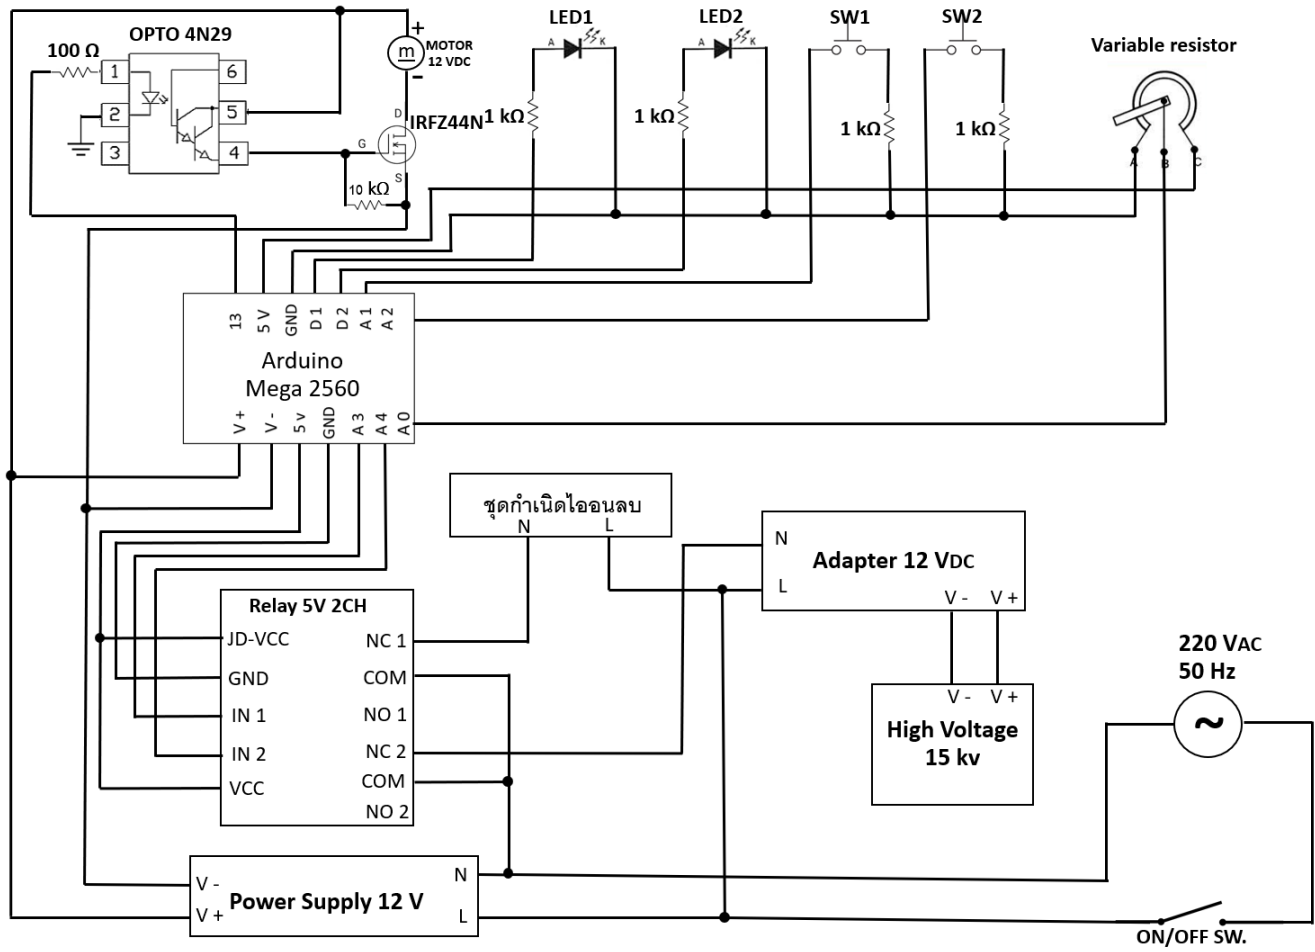 OPTO 4N29
100 Ω
1
2
3
6
5
4
+
m
MOTOR
12 VDC
-
D
G
S
IRFZ44N
10 kΩ
LED1
A
K
1 kΩ
LED2
A
K
1 kΩ
SW1
1 kΩ
SW2
1 kΩ
Variable resistor
A
B
C
13
5 V
GND
D 1
D 2
A 1
A 2
Arduino
Mega 2560
V +
V -
5 v
GND
A 3
A 4
A 0
ชุดกำเนิดไอออนลบ
N
L
N
Adapter 12 VDC
L
V -
V +
V -
V +
High Voltage
15 kv
220 VAC
50 Hz
~
Relay 5V 2CH
JD-VCC
GND
IN 1
IN 2
VCC
NC 1
COM
NO 1
NC 2
COM
NO 2
V -
V +
Power Supply 12 V
N
L
ON/OFF SW.